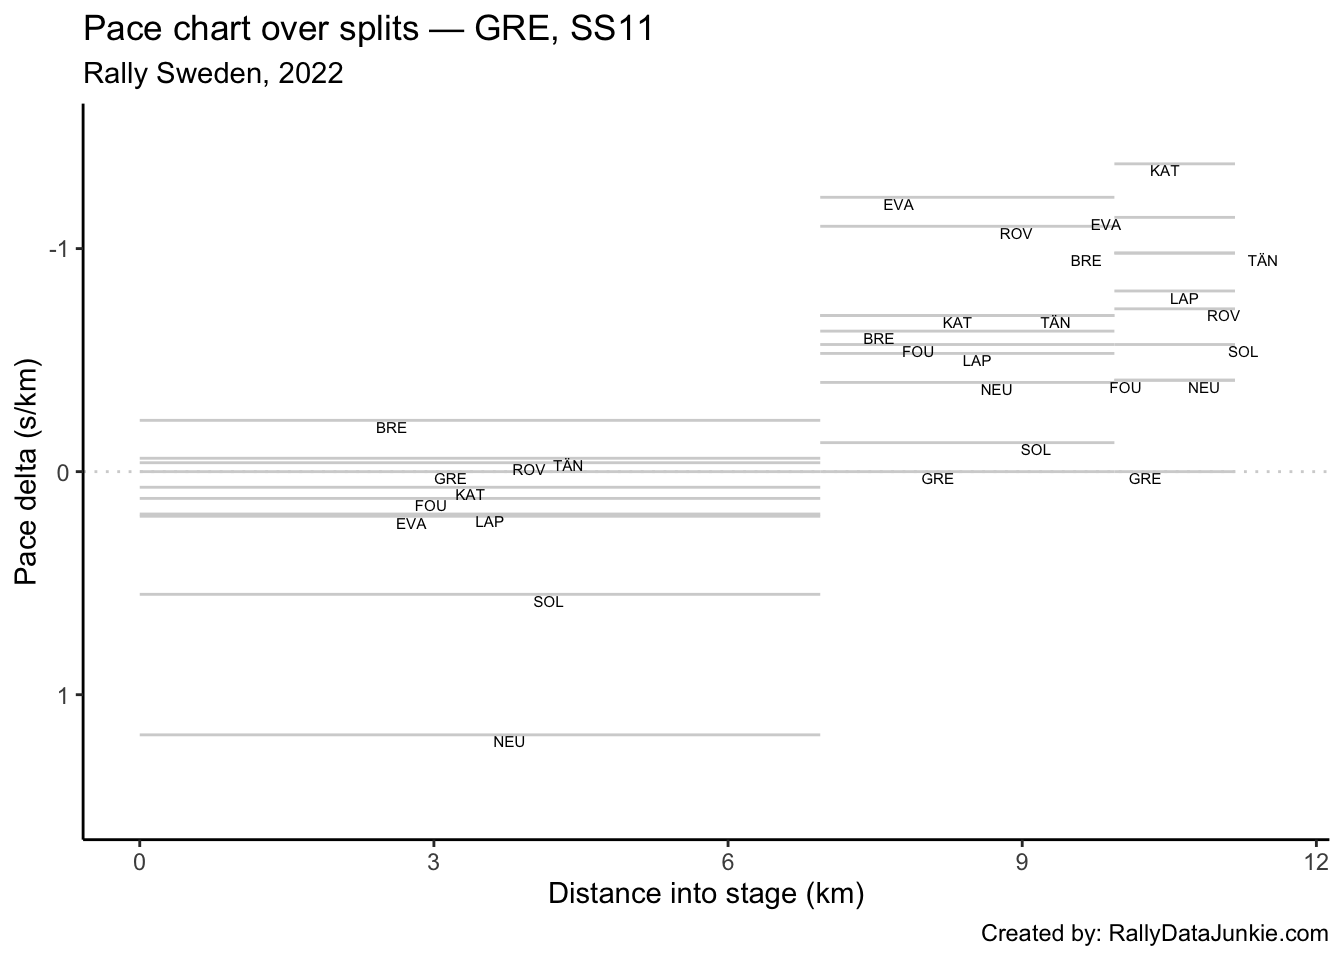 Pace chart over splits — GRE, SS11
Rally Sweden, 2022
KAT
EVA
EVA
ROV
-1
BRE
TÄN
LAP
ROV
KAT
TÄN
BRE
FOU
LAP
SOL
NEU
FOU
NEU
BRE
SOL
0
ROV
TÄN
GRE
GRE
GRE
KAT
FOU
EVA
LAP
SOL
1
NEU
Pace delta (s/km)
0
3
6
9
12
Distance into stage (km)
Created by: RallyDataJunkie.com